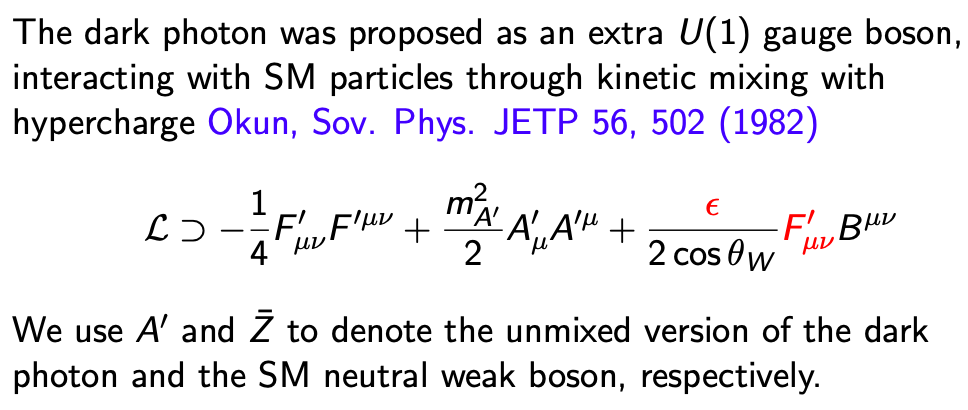 The dark photon was proposed as an extra U(1) gauge boson,
interacting with SM particles through kinetic mixing with
hypercharge Okun, Sov. Phys. JETP 56, 502 (1982)
$\mathcal{L} \supset -\frac{1}{4} F'_{\mu\nu} F'^{\mu\nu} + \frac{m^2_{A'}}{2} A'_\mu A'^\mu + \frac{\epsilon}{2 \cos \theta_W} F'_{\mu\nu} B^{\mu\nu}$
We use $A'$ and $\bar{Z}$ to denote the unmixed version of the dark
photon and the SM neutral weak boson, respectively.